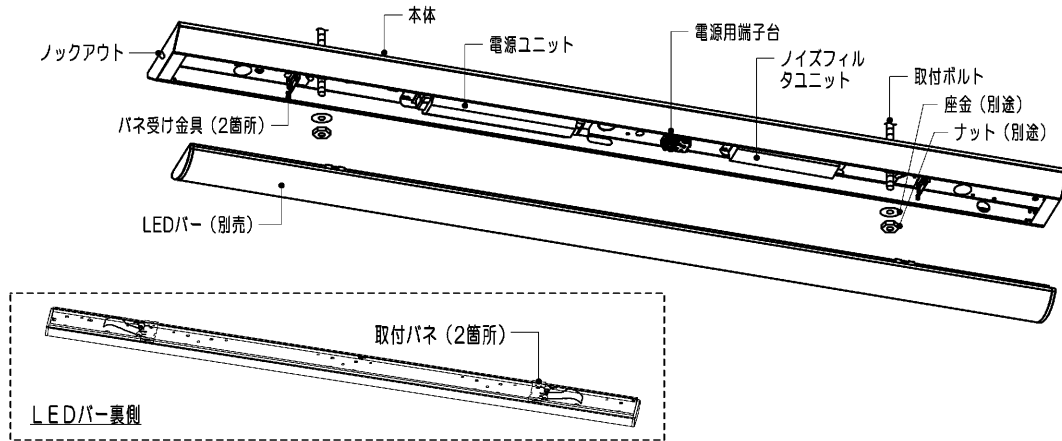 本体
ノックアウト
電源ユニット
電源用端子台
ノイズフィル
タユニット
取付ボルト
座金（別途）
ナット（別途）
バネ受け金具（2箇所）
LEDバー（別売）
取付バネ（2箇所）
LEDバー裏側